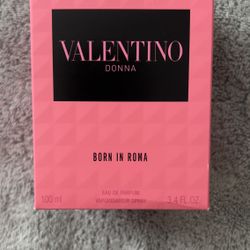 VALENTINO
DONNA
BORN IN ROMA
EAU DE PARFUM
VAPORISATEUR SPRAY
100 ml
3.4 FL. OZ.